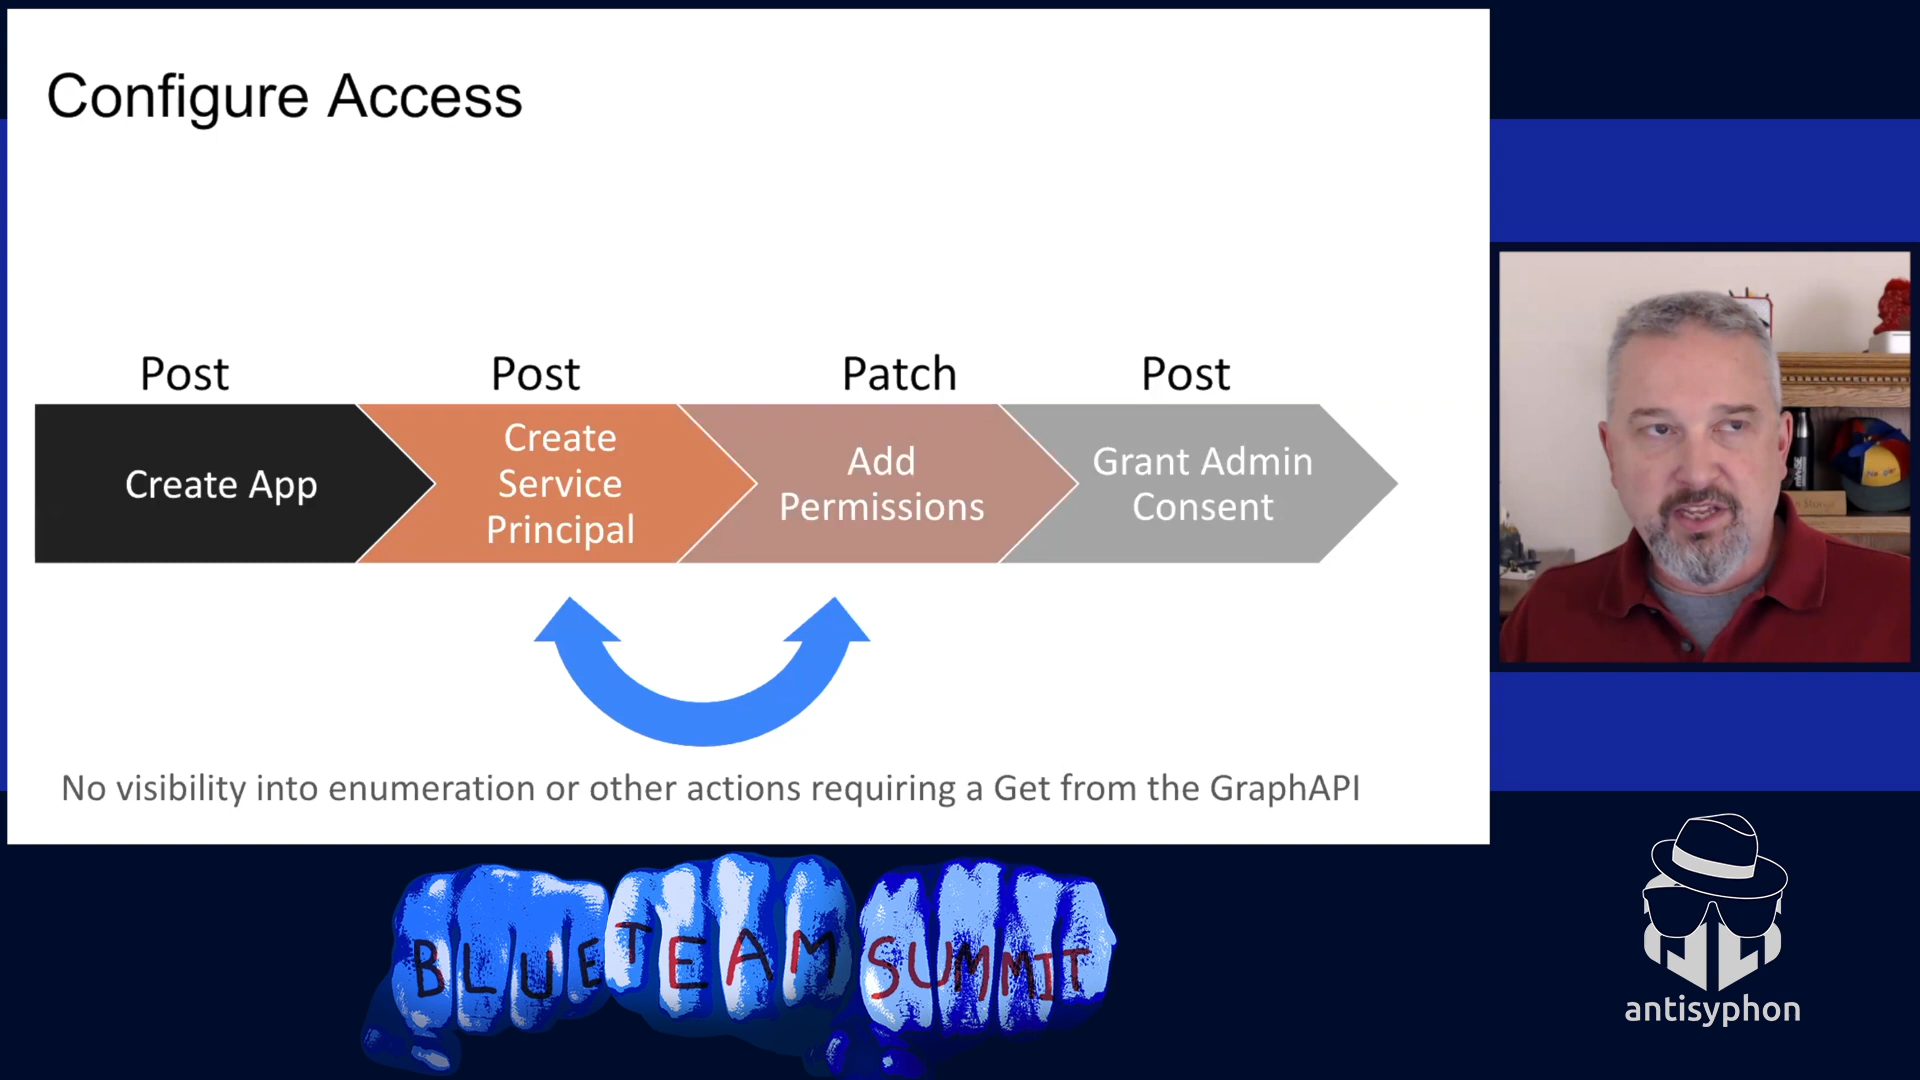 Configure Access
Post
Post
Patch
Post
Create App
Create
Service
Principal
Add
Permissions
Grant Admin
Consent
No visibility into enumeration or other actions requiring a Get from the GraphAPI
BLUE TEAM SUMMIT
antisyphon